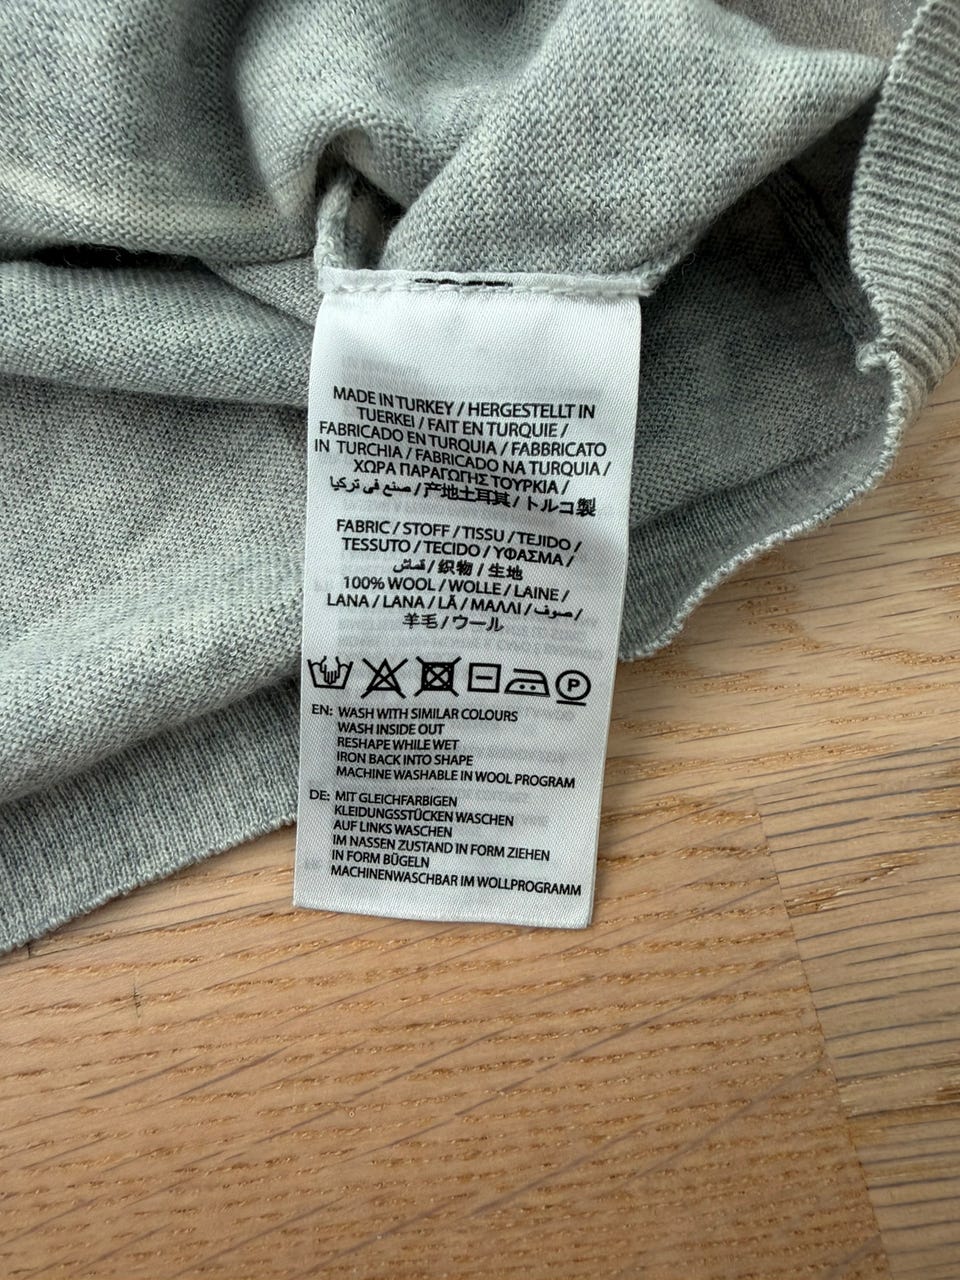 MADE IN TURKEY / HERGESTELLT IN
TUERKEI / FAIT EN TURQUIE /
FABRICADO EN TURQUIA / FABBRICATO
IN TURCHIA / FABRICADO NA TURQUIA /
ΧΩΡΑ ΠΑΡΑΓΩΓΗΣ ΤΟΥΡΚΙΑ /
صنع في تركيا / 产地土耳其 / トルコ製
FABRIC / STOFF / TISSU / TEJIDO /
TESSUTO / TECIDO / ΥΦΑΣΜΑ /
قماش / 织物 / 生地
100% WOOL / WOLLE / LAINE /
LANA / LANA / LÃ / ΜΑΛΛΙ / صوف /
羊毛 / ウール
P
EN: WASH WITH SIMILAR COLOURS
WASH INSIDE OUT
RESHAPE WHILE WET
IRON BACK INTO SHAPE
MACHINE WASHABLE IN WOOL PROGRAM
DE: MIT GLEICHFARBIGEN
KLEIDUNGSSTÜCKEN WASCHEN
AUF LINKS WASCHEN
IM NASSEN ZUSTAND IN FORM ZIEHEN
IN FORM BÜGELN
MACHINENWASCHBAR IM WOLLPROGRAMM